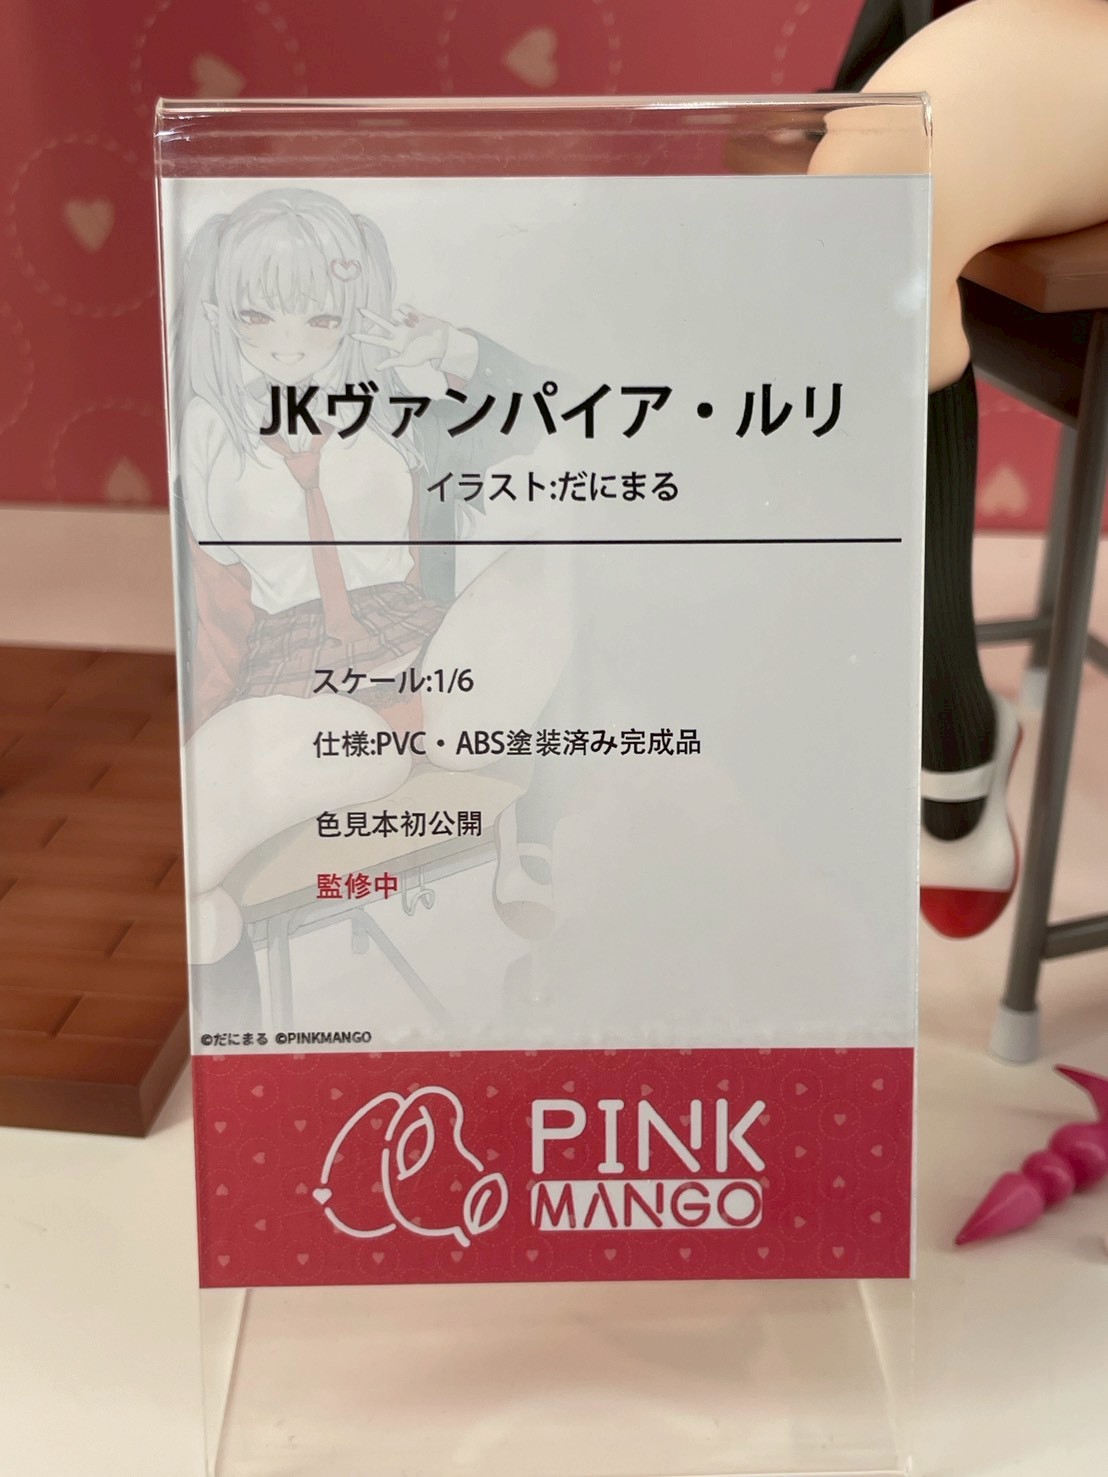 JKヴァンパイア・ルリ
イラスト:だにまる
スケール:1/6
仕様:PVC・ABS塗装済み完成品
色見本初公開
監修中
©だにまる ©PINKMANGO
PINK
MANGO